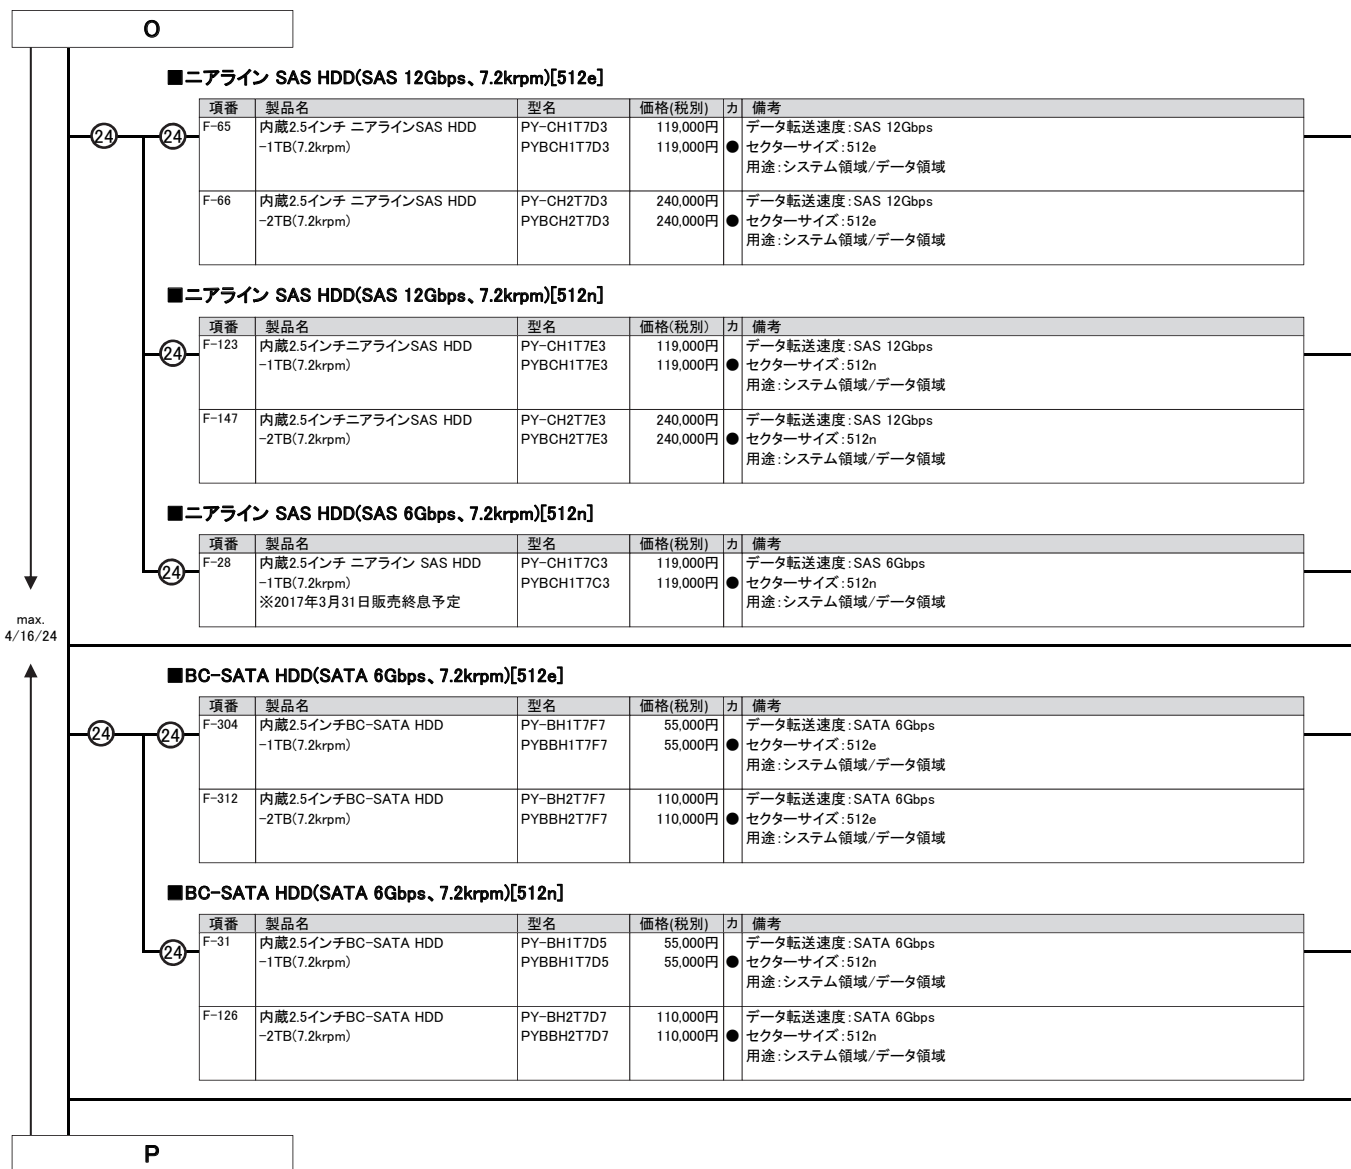 O
■ニアライン SAS HDD(SAS 12Gbps、7.2krpm)[512e]
項番 製品名 型名 価格(税別) カ 備考
24 24 F-65 内蔵2.5インチ ニアラインSAS HDD PY-CH1T7D3 119,000円 データ転送速度:SAS 12Gbps
-1TB(7.2krpm) PYBCH1T7D3 119,000円 ● セクターサイズ:512e
用途:システム領域/データ領域
F-66 内蔵2.5インチ ニアラインSAS HDD PY-CH2T7D3 240,000円 データ転送速度:SAS 12Gbps
-2TB(7.2krpm) PYBCH2T7D3 240,000円 ● セクターサイズ:512e
用途:システム領域/データ領域
■ニアライン SAS HDD(SAS 12Gbps、7.2krpm)[512n]
項番 製品名 型名 価格(税別) カ 備考
24 F-123 内蔵2.5インチニアラインSAS HDD PY-CH1T7E3 119,000円 データ転送速度:SAS 12Gbps
-1TB(7.2krpm) PYBCH1T7E3 119,000円 ● セクターサイズ:512n
用途:システム領域/データ領域
F-147 内蔵2.5インチニアラインSAS HDD PY-CH2T7E3 240,000円 データ転送速度:SAS 12Gbps
-2TB(7.2krpm) PYBCH2T7E3 240,000円 ● セクターサイズ:512n
用途:システム領域/データ領域
■ニアライン SAS HDD(SAS 6Gbps、7.2krpm)[512n]
項番 製品名 型名 価格(税別) カ 備考
24 F-28 内蔵2.5インチ ニアライン SAS HDD PY-CH1T7C3 119,000円 データ転送速度:SAS 6Gbps
-1TB(7.2krpm) PYBCH1T7C3 119,000円 ● セクターサイズ:512n
※2017年3月31日販売終息予定 用途:システム領域/データ領域
max.
4/16/24
■BC-SATA HDD(SATA 6Gbps、7.2krpm)[512e]
項番 製品名 型名 価格(税別) カ 備考
24 24 F-304 内蔵2.5インチBC-SATA HDD PY-BH1T7F7 55,000円 データ転送速度:SATA 6Gbps
-1TB(7.2krpm) PYBBH1T7F7 55,000円 ● セクターサイズ:512e
用途:システム領域/データ領域
F-312 内蔵2.5インチBC-SATA HDD PY-BH2T7F7 110,000円 データ転送速度:SATA 6Gbps
-2TB(7.2krpm) PYBBH2T7F7 110,000円 ● セクターサイズ:512e
用途:システム領域/データ領域
■BC-SATA HDD(SATA 6Gbps、7.2krpm)[512n]
項番 製品名 型名 価格(税別) カ 備考
24 F-31 内蔵2.5インチBC-SATA HDD PY-BH1T7D5 55,000円 データ転送速度:SATA 6Gbps
-1TB(7.2krpm) PYBBH1T7D5 55,000円 ● セクターサイズ:512n
用途:システム領域/データ領域
F-126 内蔵2.5インチBC-SATA HDD PY-BH2T7D7 110,000円 データ転送速度:SATA 6Gbps
-2TB(7.2krpm) PYBBH2T7D7 110,000円 ● セクターサイズ:512n
用途:システム領域/データ領域
P